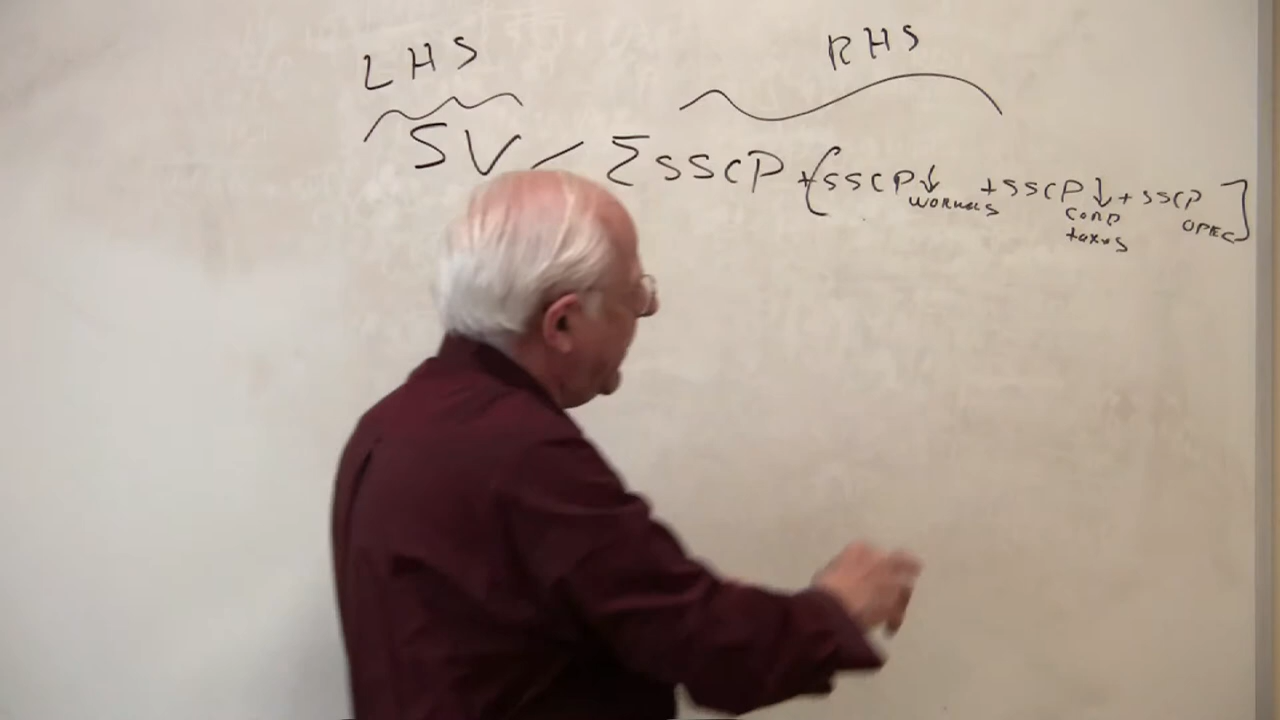 LHS RHS
SV / ΣSSCP + [SSCP↓ workers + SSCP↓ corp taxes + SSCP OPEC]